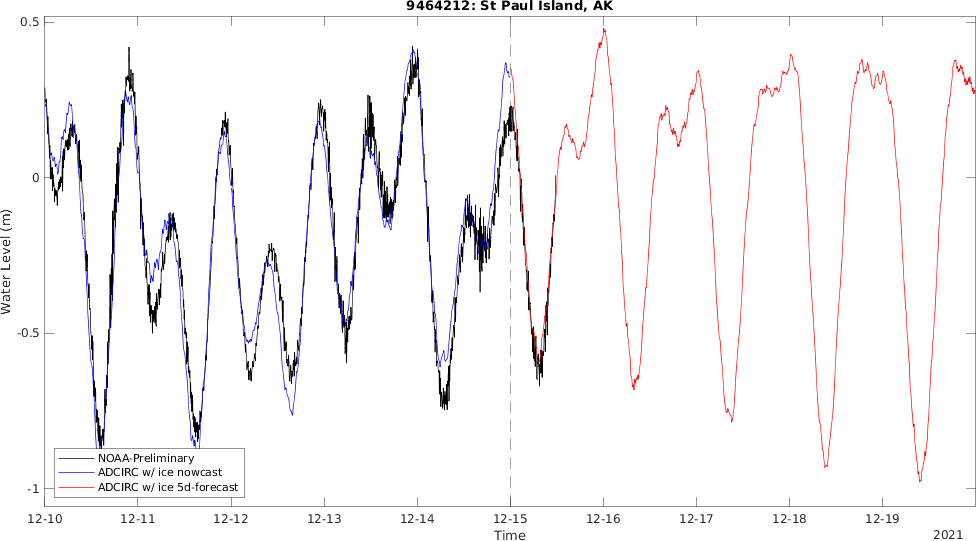 9464212: St Paul Island, AK
0.5
0
-0.5
-1
Water Level (m)
NOAA-Preliminary
ADCIRC w/ ice nowcast
ADCIRC w/ ice 5d-forecast
12-10 12-11 12-12 12-13 12-14 12-15 12-16 12-17 12-18 12-19
Time
2021